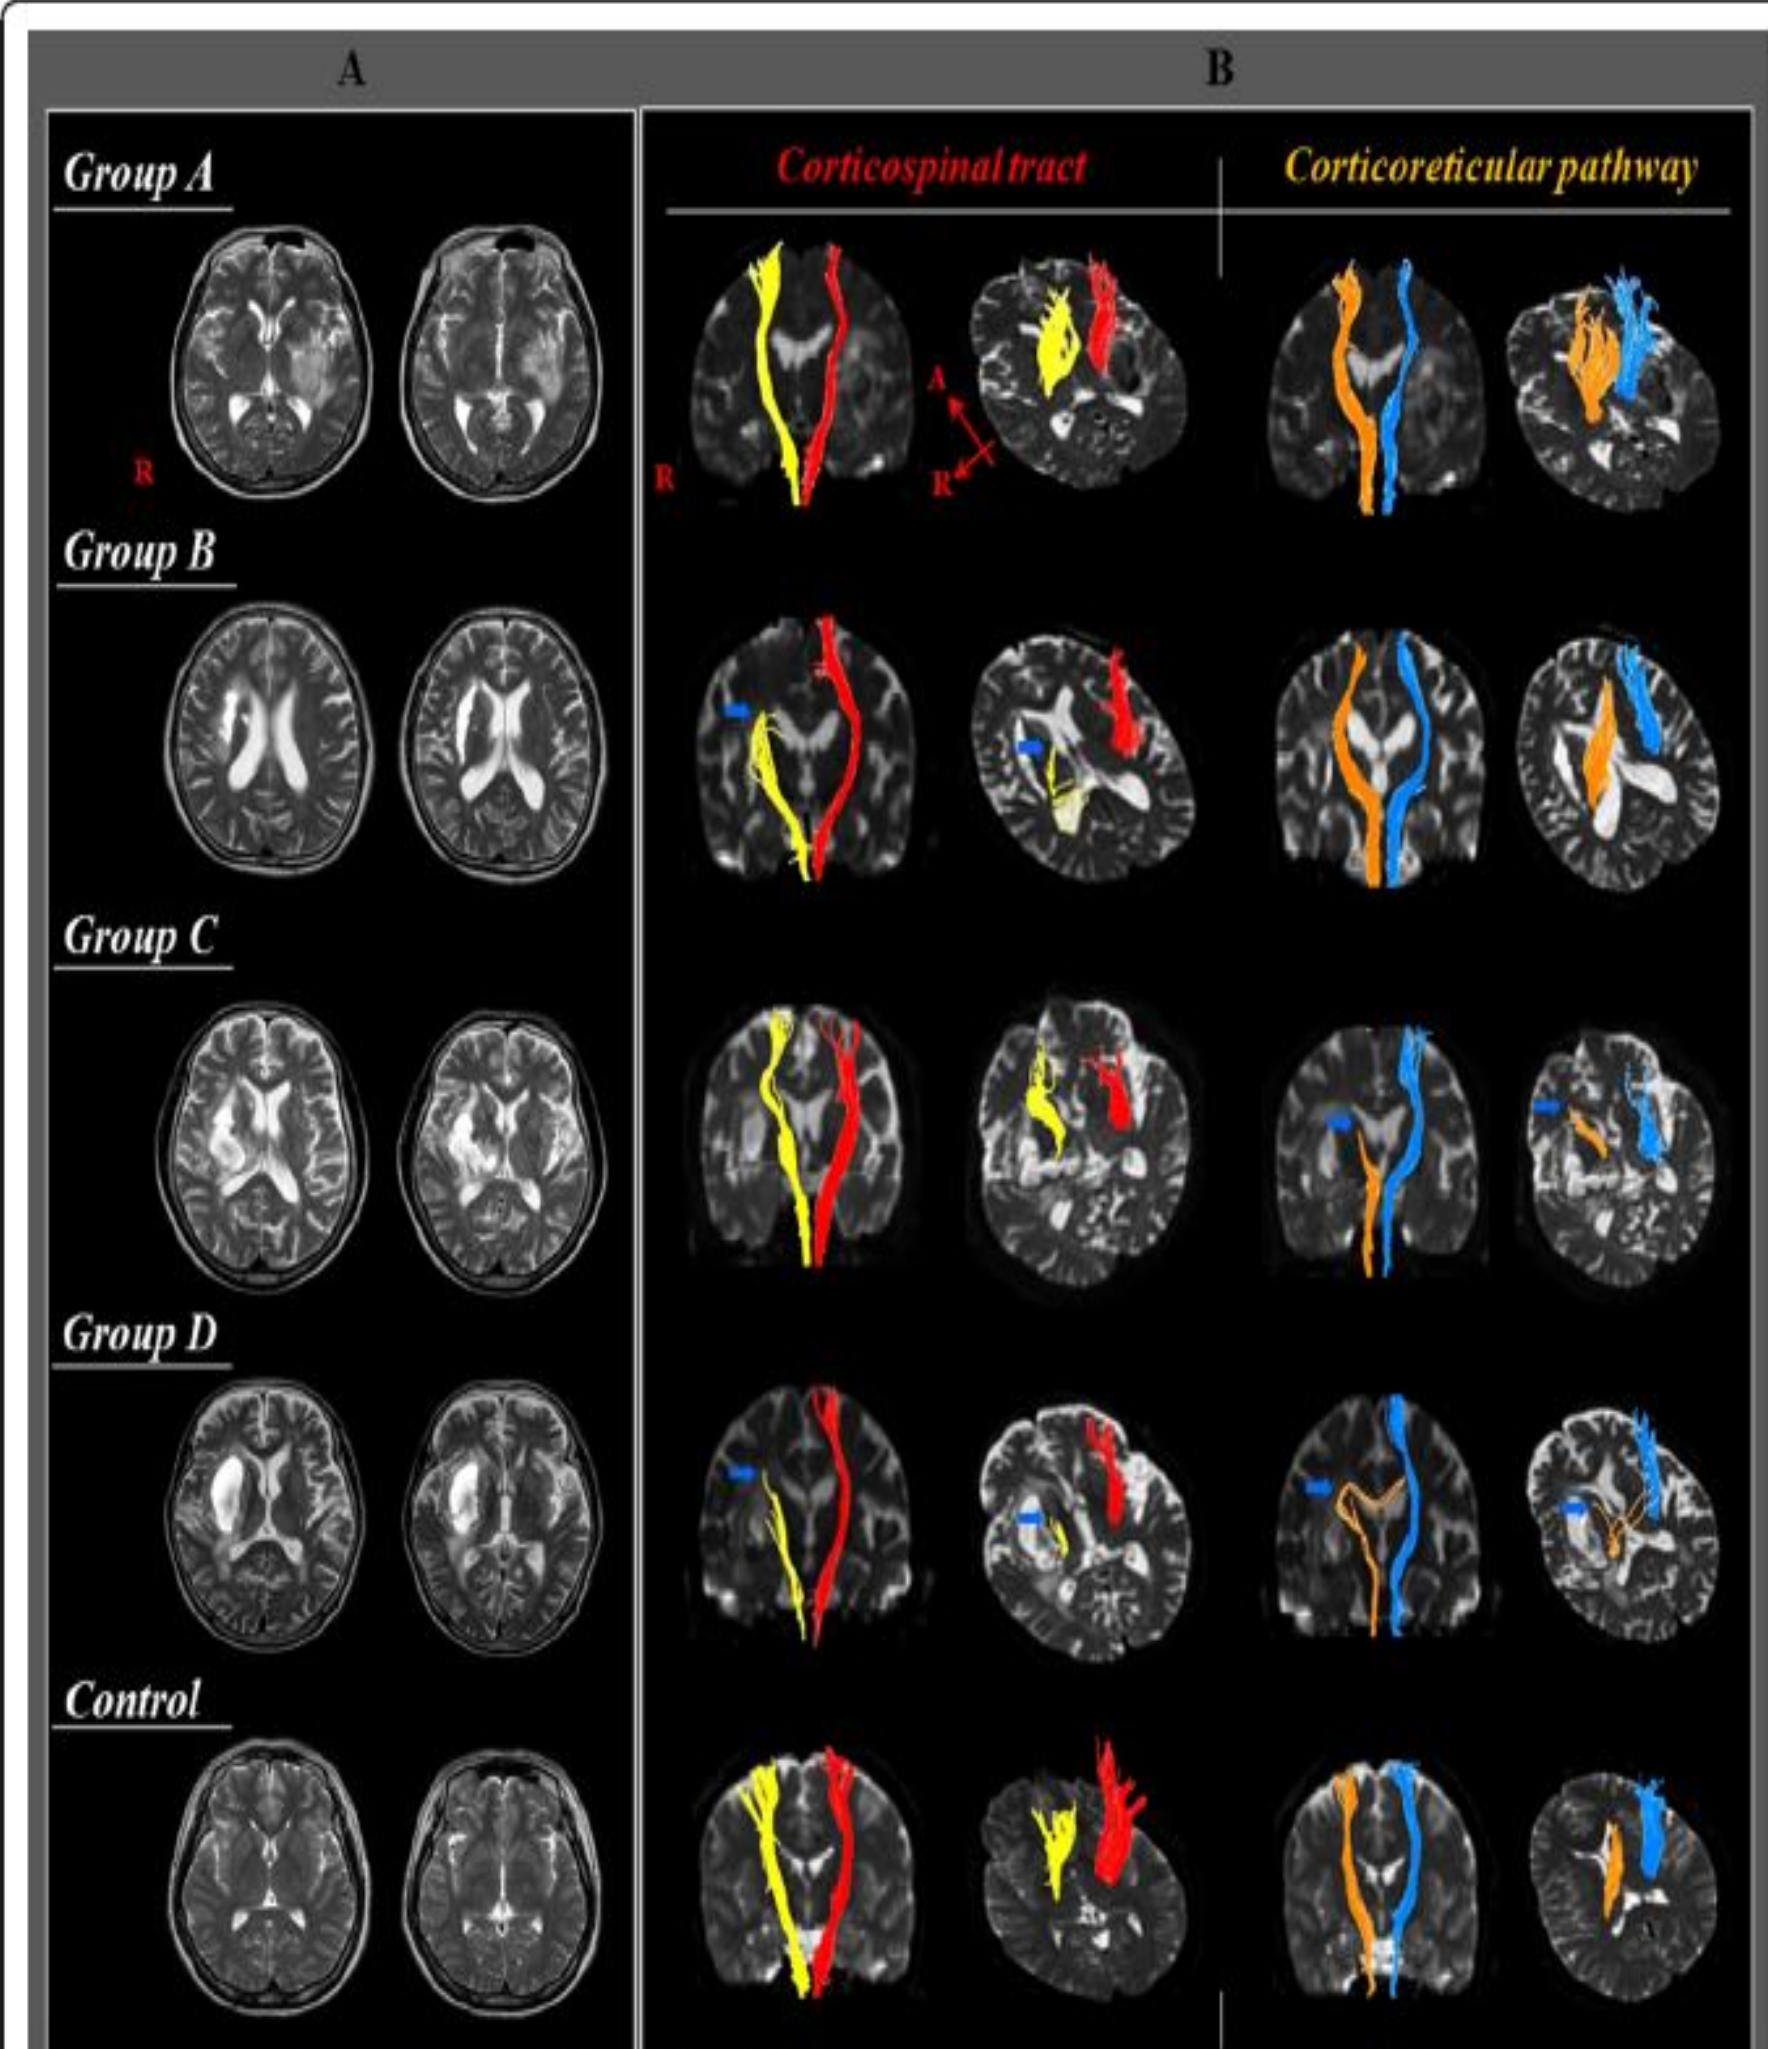 A
B
Group A
Corticospinal tract
Corticoreticular pathway
A
R
R
R
Group B
Group C
Group D
Control